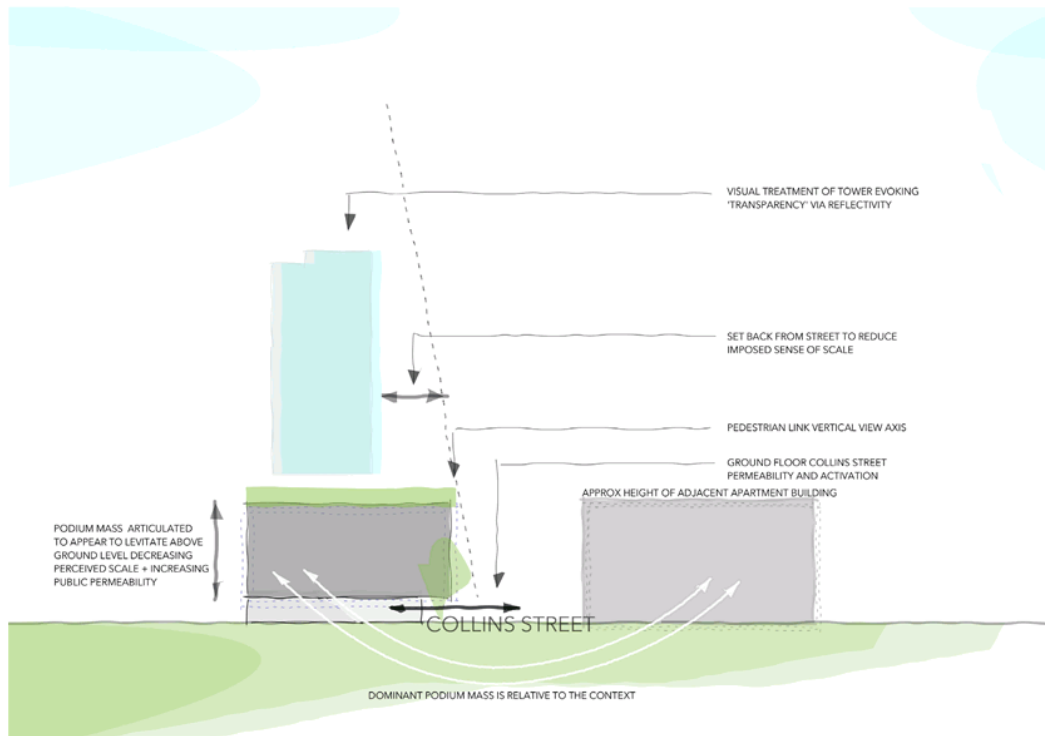 VISUAL TREATMENT OF TOWER EVOKING
'TRANSPARENCY' VIA REFLECTIVITY
SET BACK FROM STREET TO REDUCE
IMPOSED SENSE OF SCALE
PEDESTRIAN LINK VERTICAL VIEW AXIS
GROUND FLOOR COLLINS STREET
PERMEABILITY AND ACTIVATION
APPROX HEIGHT OF ADJACENT APARTMENT BUILDING
PODIUM MASS ARTICULATED
TO APPEAR TO LEVITATE ABOVE
GROUND LEVEL DECREASING
PERCEIVED SCALE + INCREASING
PUBLIC PERMEABILITY
COLLINS STREET
DOMINANT PODIUM MASS IS RELATIVE TO THE CONTEXT